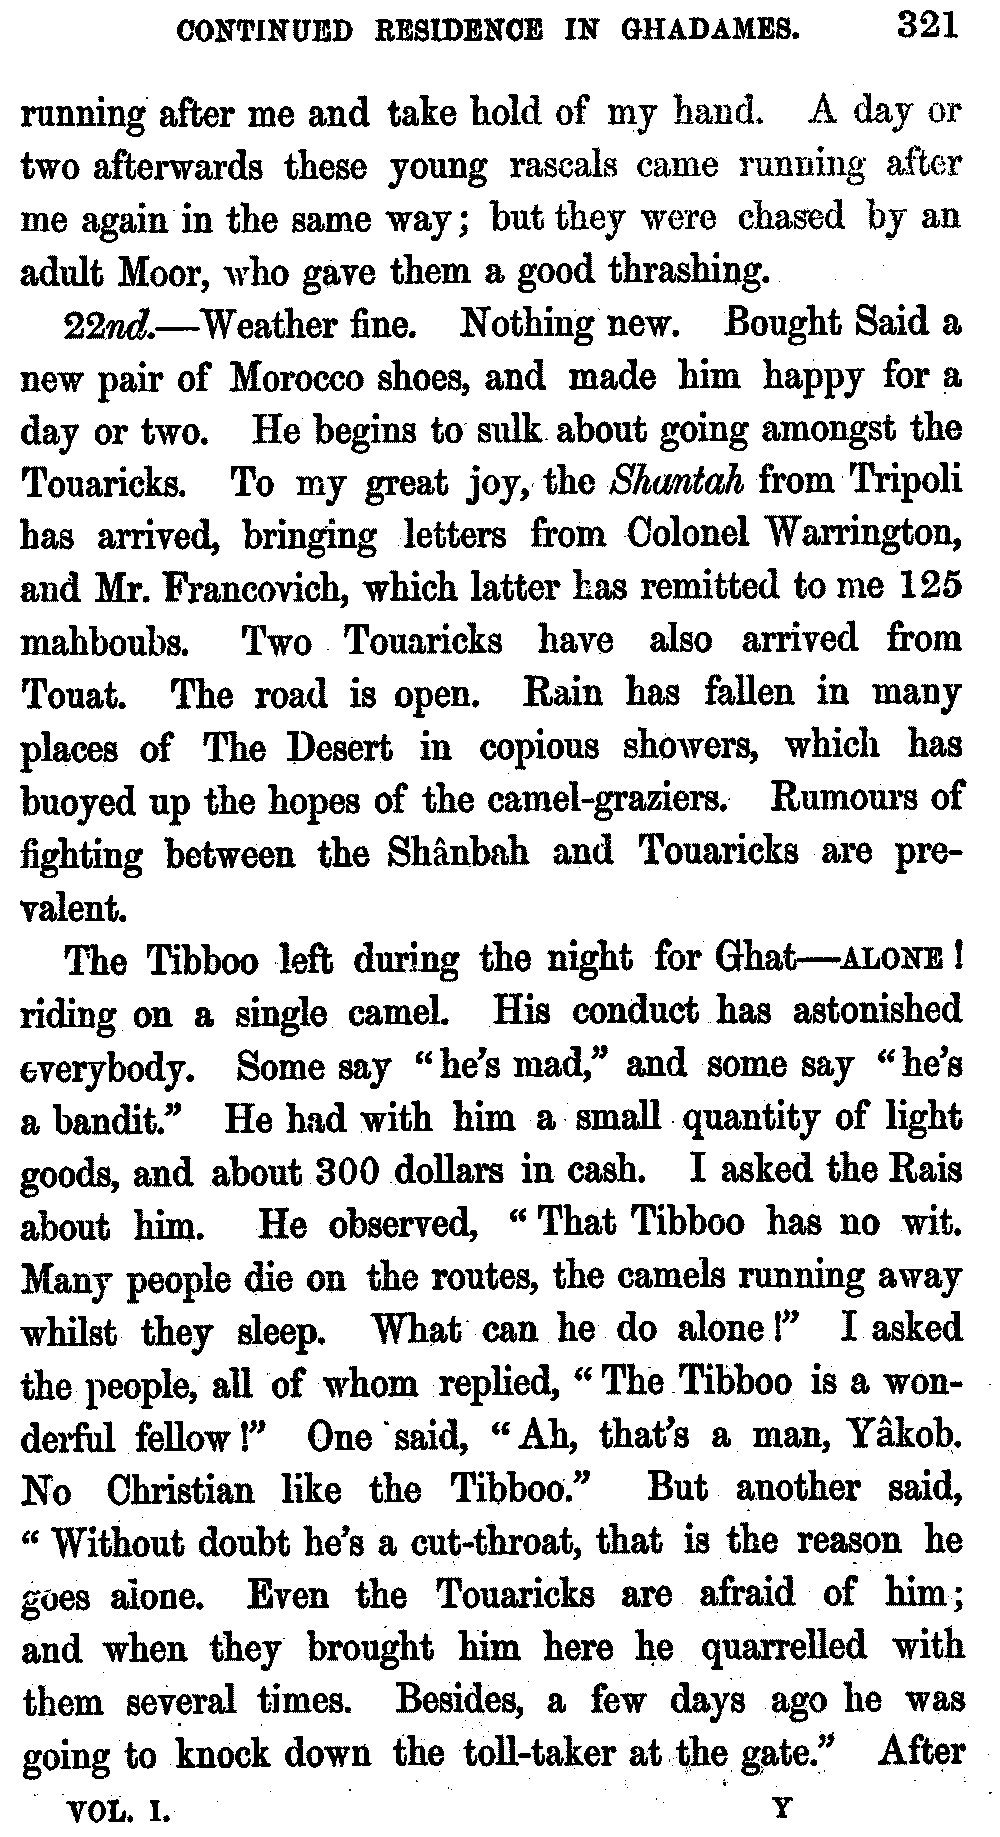 CONTINUED RESIDENCE IN GHADAMES. 321
running after me and take hold of my hand. A day or
two afterwards these young rascals came running after
me again in the same way; but they were chased by an
adult Moor, who gave them a good thrashing.
22nd.—Weather fine. Nothing new. Bought Said a
new pair of Morocco shoes, and made him happy for a
day or two. He begins to sulk about going amongst the
Touaricks. To my great joy, the Shantah from Tripoli
has arrived, bringing letters from Colonel Warrington,
and Mr. Francovich, which latter has remitted to me 125
mahboubs. Two Touaricks have also arrived from
Touat. The road is open. Rain has fallen in many
places of The Desert in copious showers, which has
buoyed up the hopes of the camel-graziers. Rumours of
fighting between the Shânbah and Touaricks are pre-
valent.
The Tibboo left during the night for Ghat—ALONE!
riding on a single camel. His conduct has astonished
everybody. Some say "he's mad," and some say "he's
a bandit." He had with him a small quantity of light
goods, and about 300 dollars in cash. I asked the Rais
about him. He observed, "That Tibboo has no wit.
Many people die on the routes, the camels running away
whilst they sleep. What can he do alone!" I asked
the people, all of whom replied, "The Tibboo is a won-
derful fellow!" One said, "Ah, that's a man, Yâkob.
No Christian like the Tibboo." But another said,
"Without doubt he's a cut-throat, that is the reason he
goes alone. Even the Touaricks are afraid of him;
and when they brought him here he quarrelled with
them several times. Besides, a few days ago he was
going to knock down the toll-taker at the gate." After
VOL. I. Y